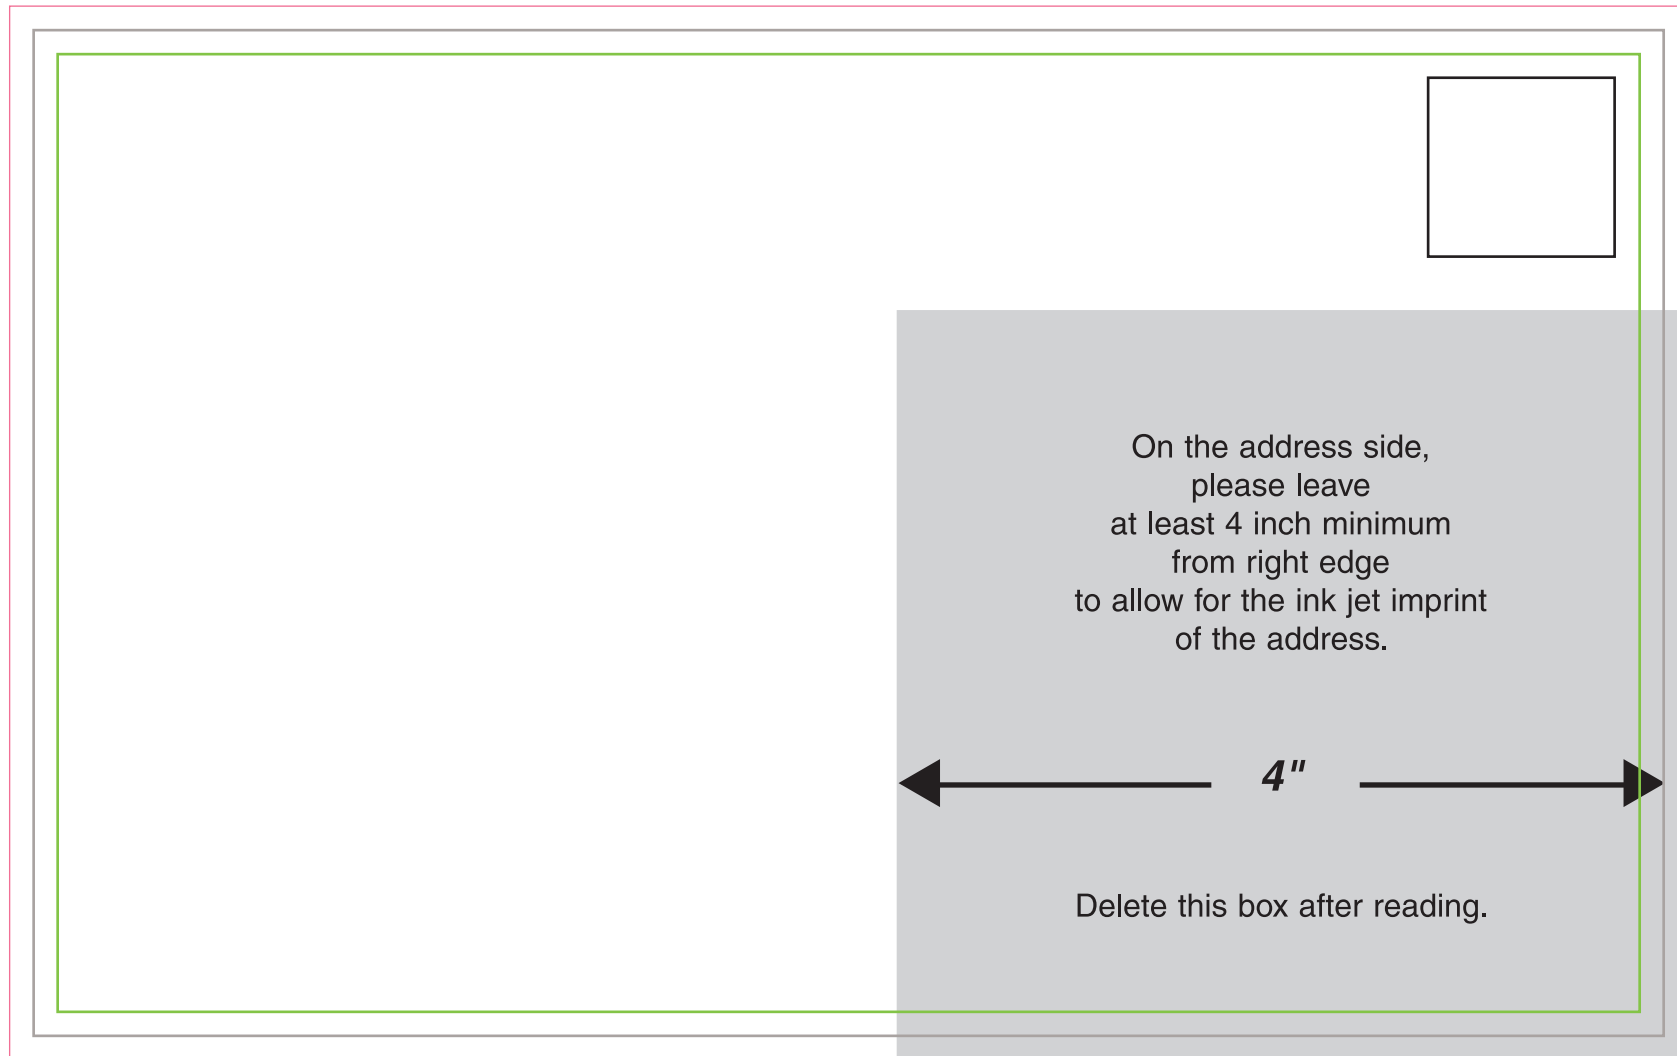 On the address side,
please leave
at least 4 inch minimum
from right edge
to allow for the ink jet imprint
of the address.
4"
Delete this box after reading.